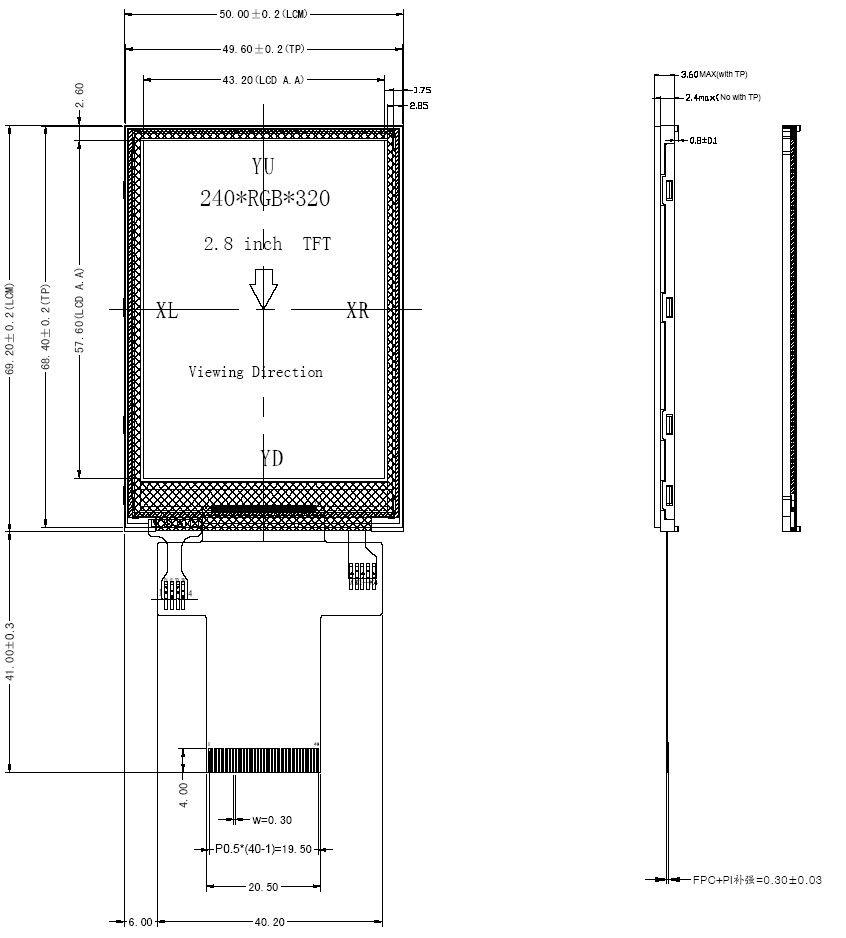 50.00±0.2(LCM)
49.60±0.2(TP)
43.20(LCD A.A)
0.75
2.85
2.60
3.60MAX(with TP)
2.4max(No with TP)
0.8±0.1
YU
240*RGB*320
2.8 inch TFT
XL
XR
Viewing Direction
YD
69.20±0.2(LCM)
68.40±0.2(TP)
57.60(LCD A.A)
41.00±0.3
4.00
w=0.30
P0.5*(40-1)=19.50
20.50
6.00
40.20
FPC+PI补强=0.30±0.03